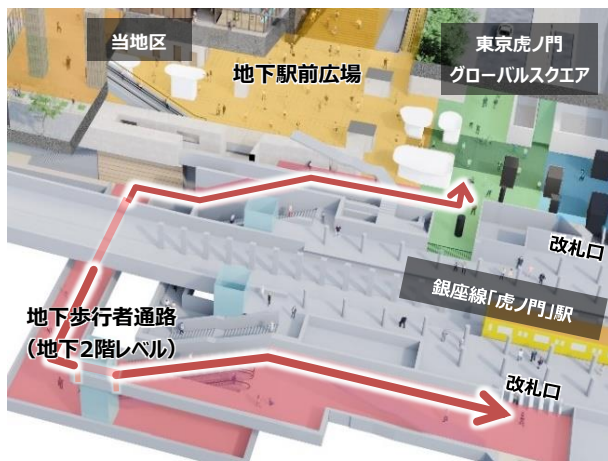 当地区
東京虎ノ門
グローバルスクエア
地下駅前広場
改札口
銀座線「虎ノ門」駅
地下歩行者通路
（地下2階レベル）
改札口